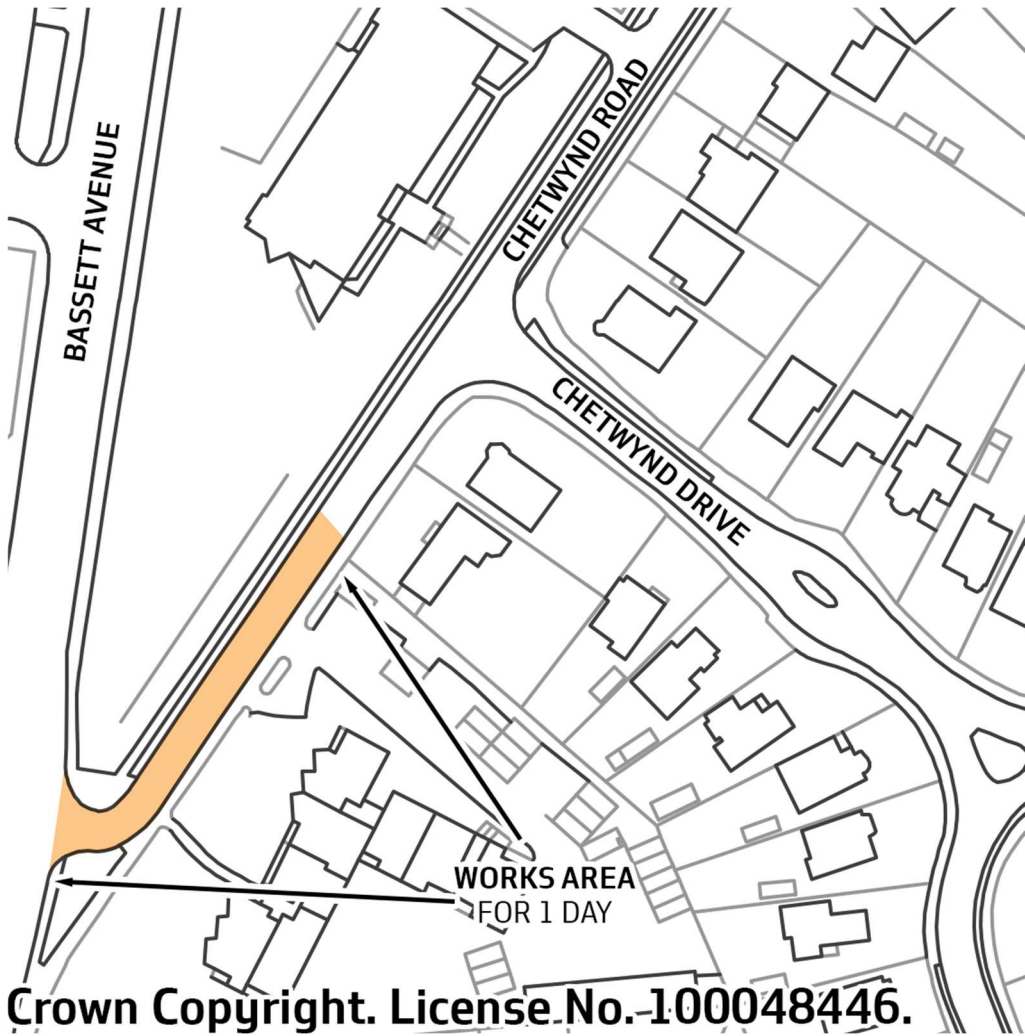 BASSETT AVENUE
CHETWYND ROAD
CHETWYND DRIVE
WORKS AREA
FOR 1 DAY
Crown Copyright. License No. 100048446.